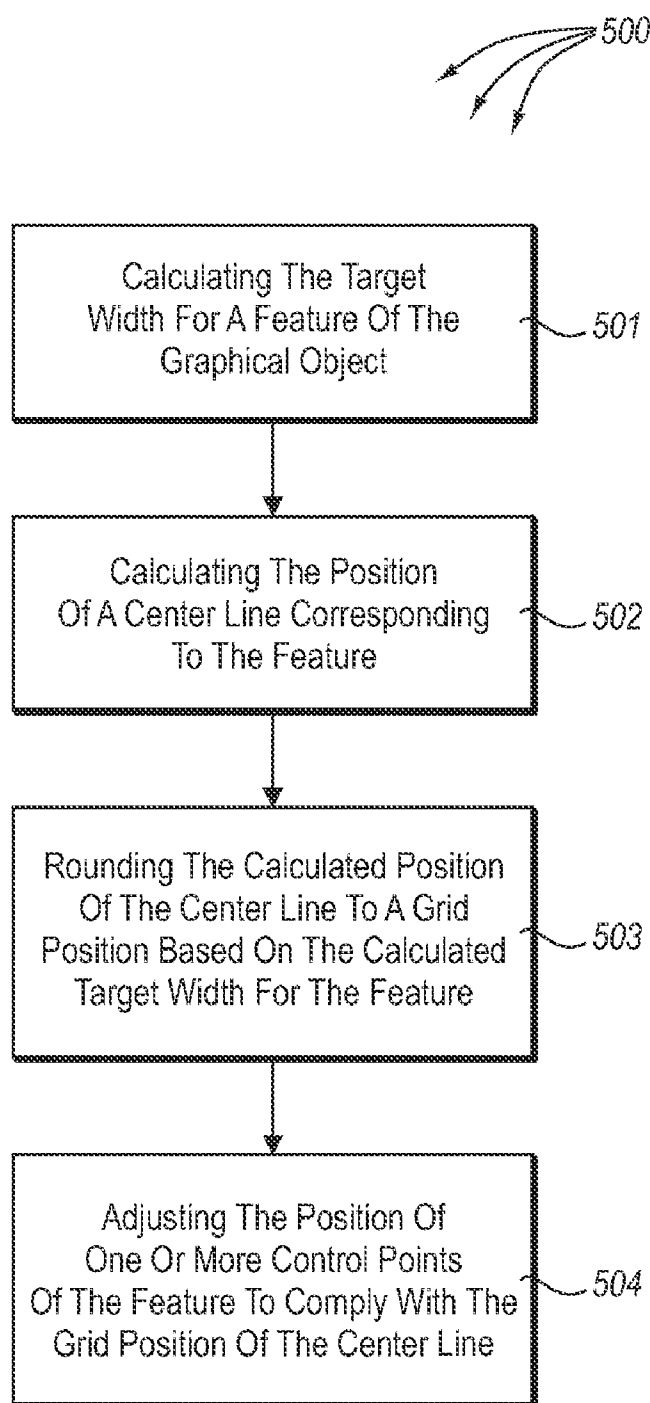 500
Calculating The Target
Width For A Feature Of The
Graphical Object
501
Calculating The Position
Of A Center Line Corresponding
To The Feature
502
Rounding The Calculated Position
Of The Center Line To A Grid
Position Based On The Calculated
Target Width For The Feature
503
Adjusting The Position Of
One Or More Control Points
Of The Feature To Comply With The
Grid Position Of The Center Line
504